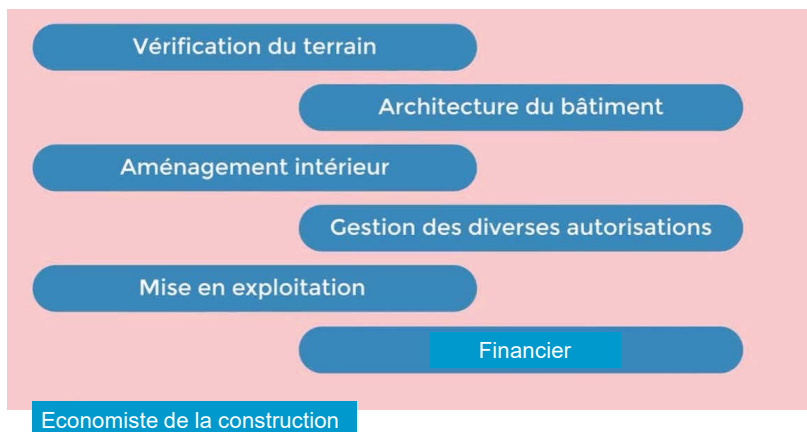 Vérification du terrain
Architecture du bâtiment
Aménagement intérieur
Gestion des diverses autorisations
Mise en exploitation
Financier
Economiste de la construction